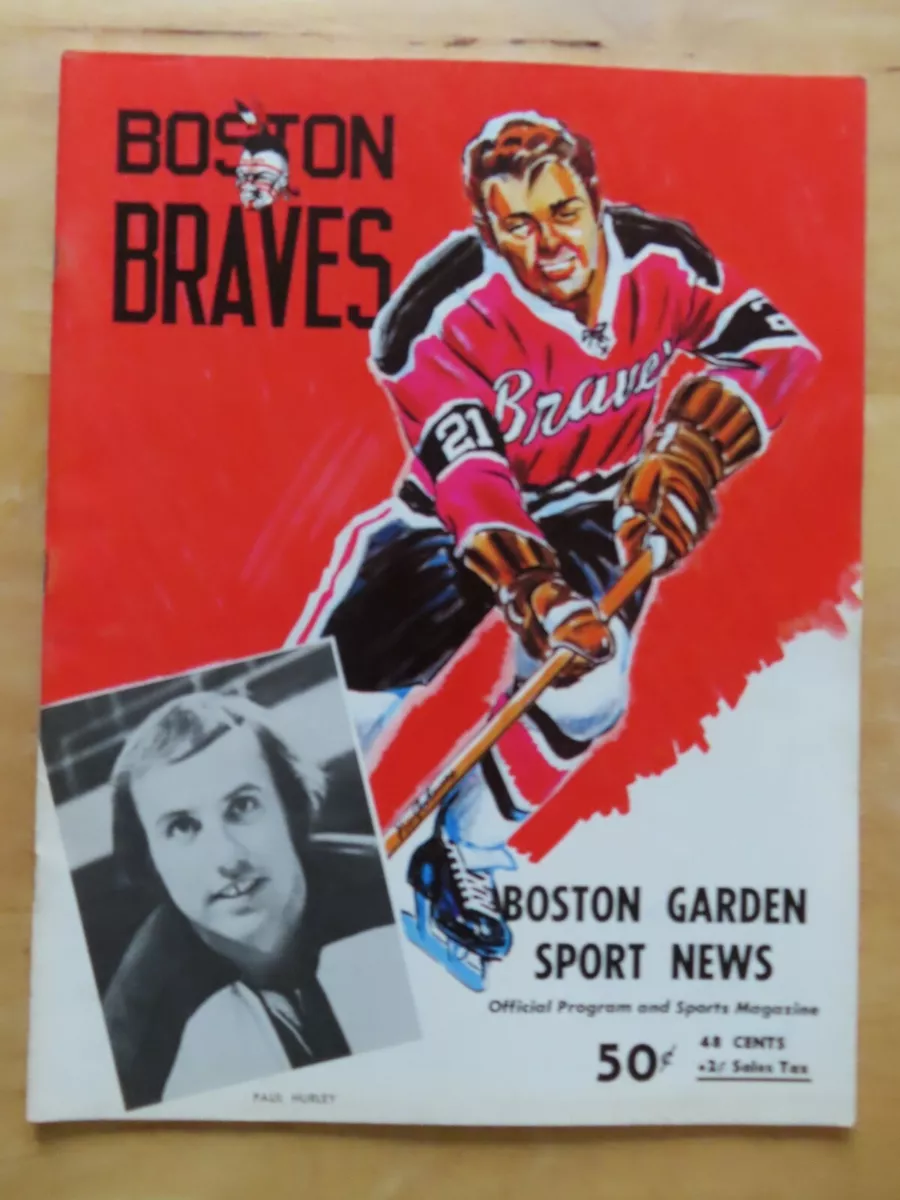 BOSTON
BRAVES
Braves
21
2
BOSTON GARDEN
SPORT NEWS
Official Program and Sports Magazine
50¢
48 CENTS
+2¢ Sales Tax
PAUL HURLEY